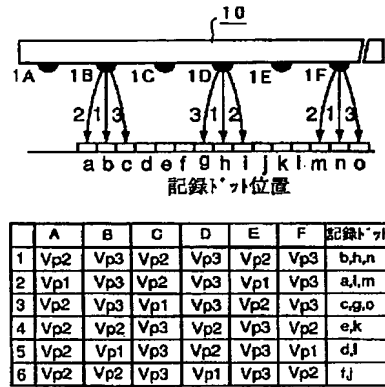 10
1A 1B 1C 1D 1E 1F
2 1 3 3 1 2 2 1 3
a b c d e f g h i j k l m n o
記録ﾄﾞｯﾄ位置
A B C D E F 記録ﾄﾞｯﾄ
1 Vp2 Vp3 Vp2 Vp3 Vp2 Vp3 b,h,n
2 Vp1 Vp3 Vp2 Vp3 Vp1 Vp3 a,i,m
3 Vp2 Vp3 Vp1 Vp3 Vp2 Vp3 c,g,o
4 Vp2 Vp2 Vp3 Vp2 Vp3 Vp2 e,k
5 Vp2 Vp1 Vp3 Vp2 Vp3 Vp1 d,l
6 Vp2 Vp2 Vp3 Vp1 Vp3 Vp2 f,j